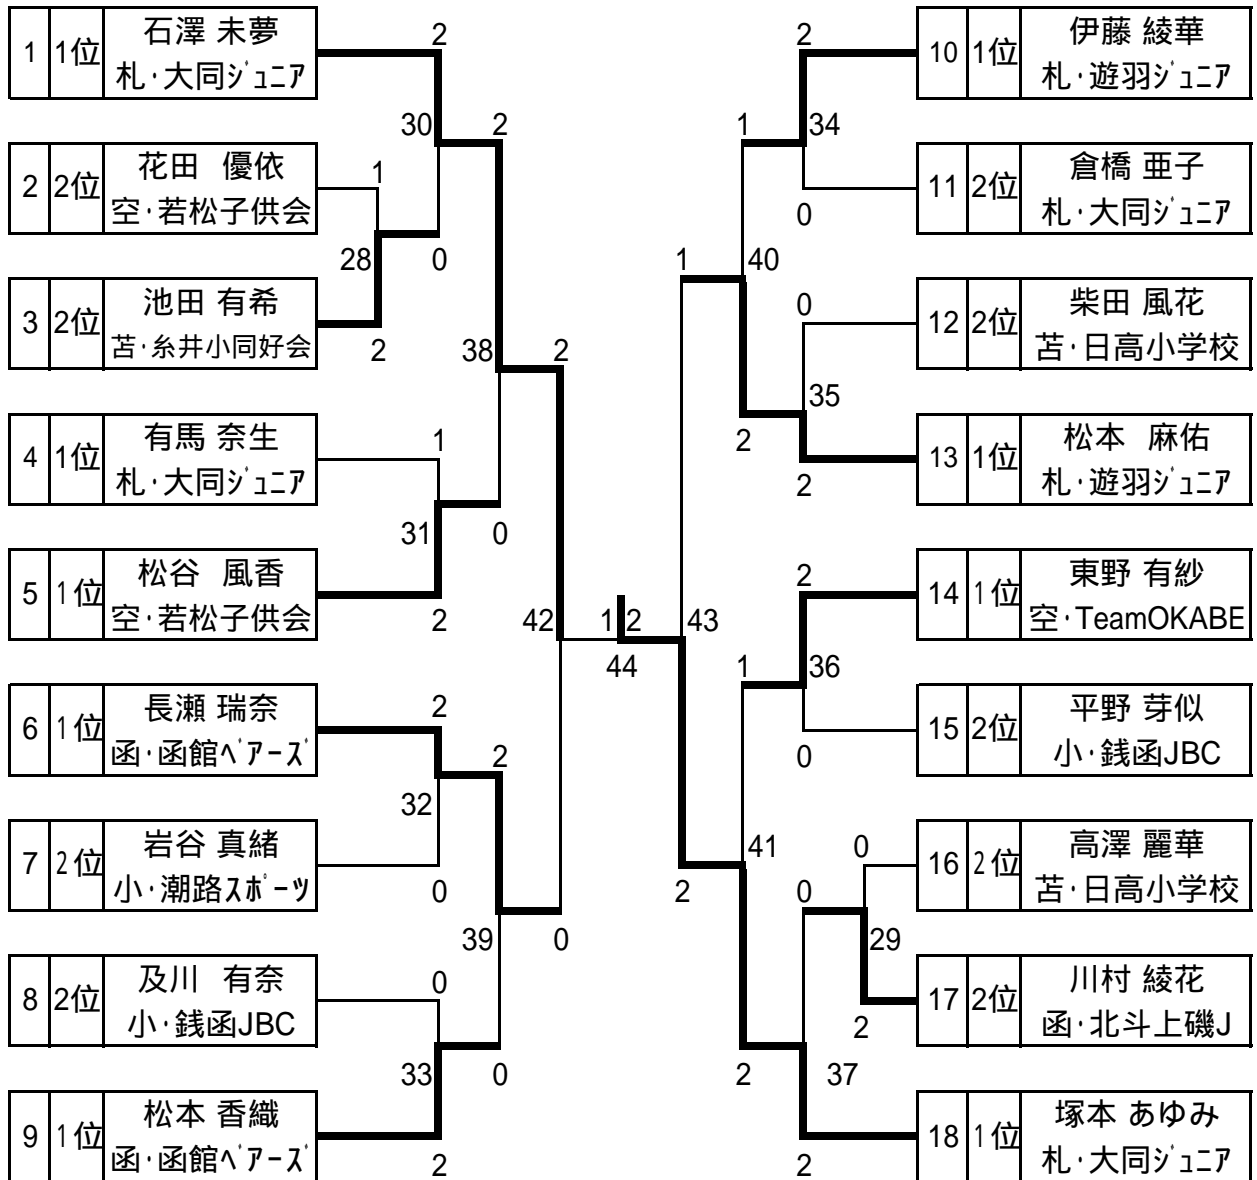 1 1位 石澤 未夢
札・大同ジュニア
2 2位 花田 優依
空・若松子供会
3 2位 池田 有希
苫・糸井小同好会
4 1位 有馬 奈生
札・大同ジュニア
5 1位 松谷 風香
空・若松子供会
6 1位 長瀬 瑞奈
函・函館ベアーズ
7 2位 岩谷 真緒
小・潮路スポーツ
8 2位 及川 有奈
小・銭函JBC
9 1位 松本 香織
函・函館ベアーズ
2
30 2
1
28 0
2 38 2
1
31 0
2 42
2
2
32
0
39 0
0
33 0
2
1 2
44
2
1 34
0
1 40
0
35
2
2
43
2
1 36
0
41 0
2 0
29
2
2 37
2
10 1位 伊藤 綾華
札・遊羽ジュニア
11 2位 倉橋 亜子
札・大同ジュニア
12 2位 柴田 風花
苫・日高小学校
13 1位 松本 麻佑
札・遊羽ジュニア
14 1位 東野 有紗
空・TeamOKABE
15 2位 平野 芽似
小・銭函JBC
16 2位 高澤 麗華
苫・日高小学校
17 2位 川村 綾花
函・北斗上磯J
18 1位 塚本 あゆみ
札・大同ジュニア